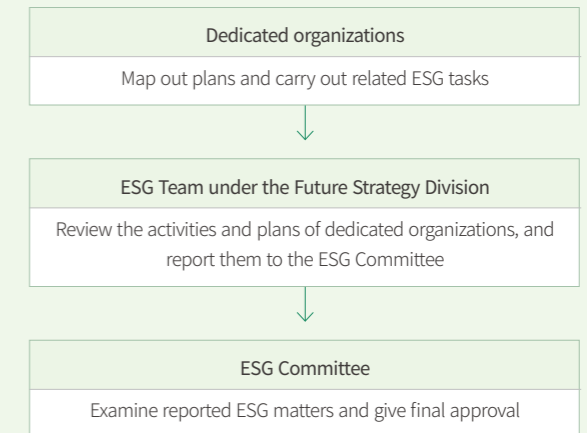 Dedicated organizations
Map out plans and carry out related ESG tasks
ESG Team under the Future Strategy Division
Review the activities and plans of dedicated organizations, and
report them to the ESG Committee
ESG Committee
Examine reported ESG matters and give final approval